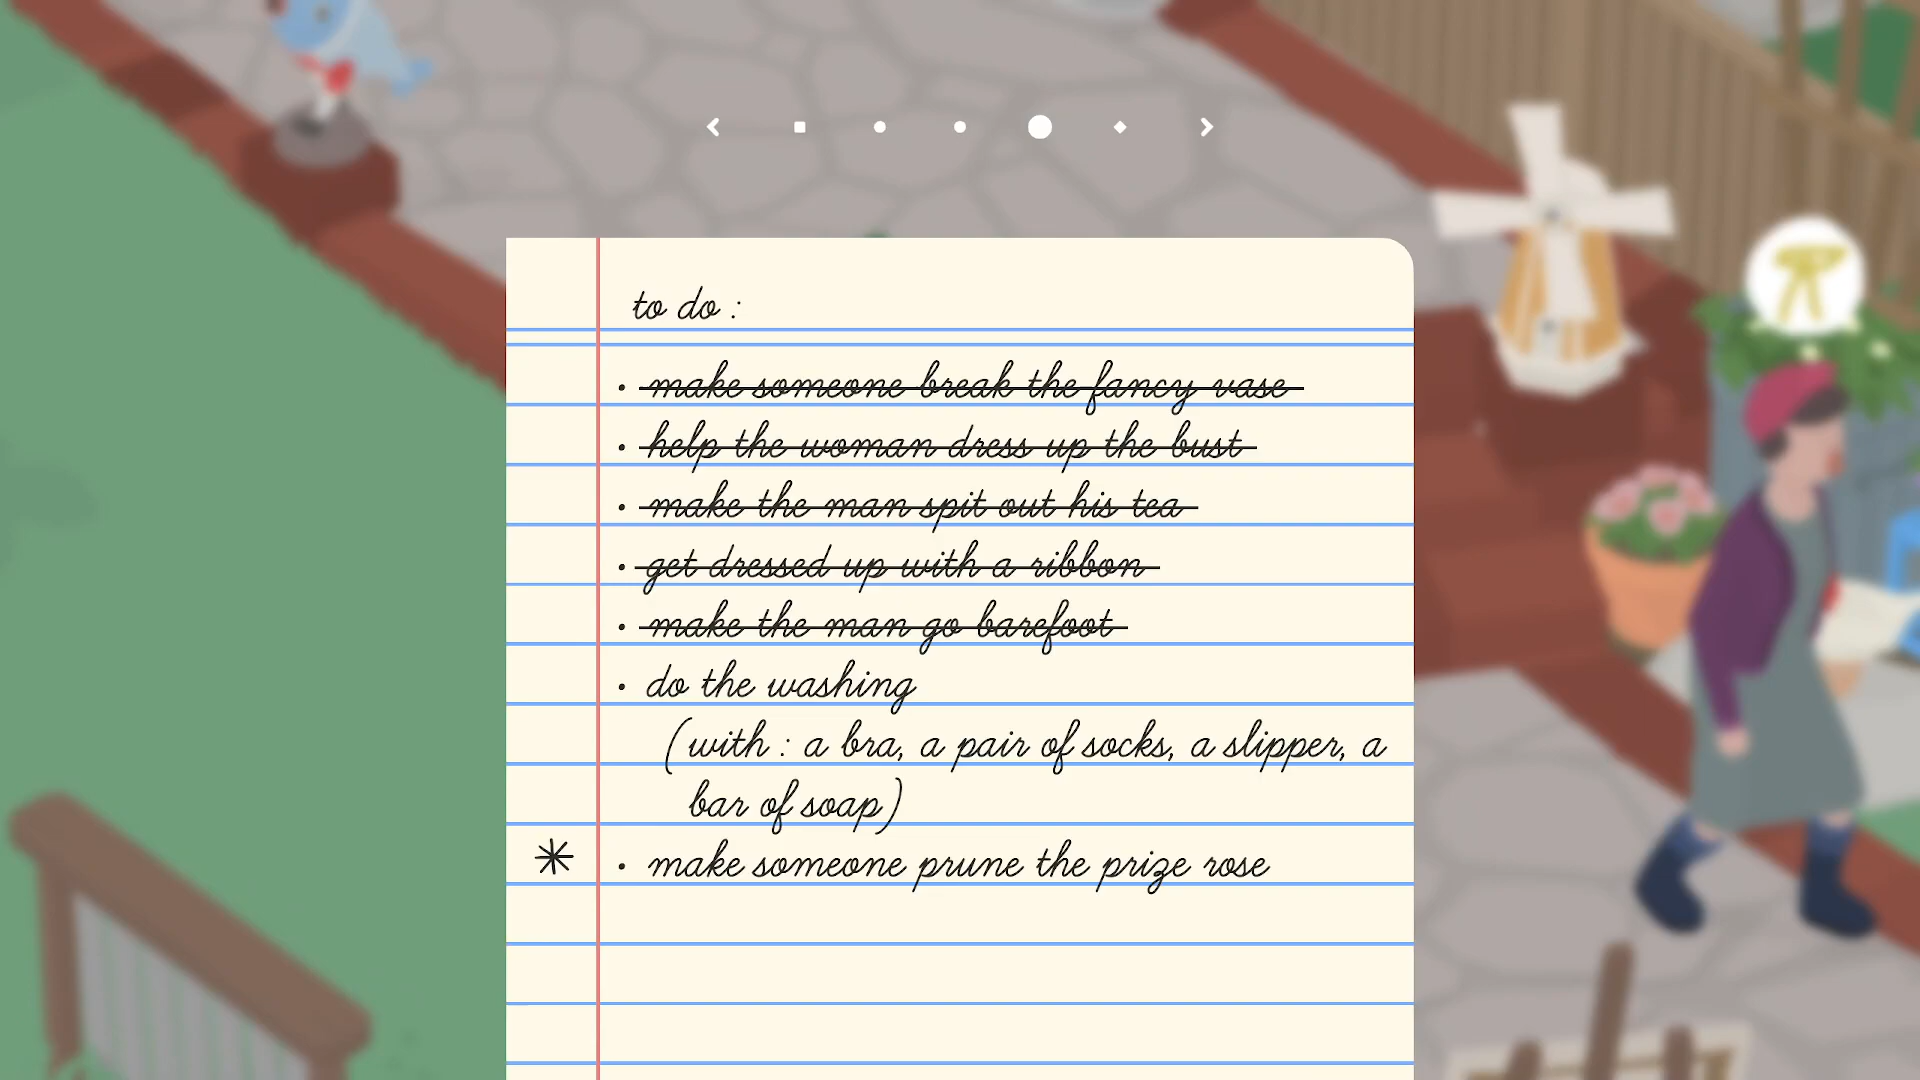 to do :
• make someone break the fancy vase
• help the woman dress up the bust
• make the man spit out his tea
• get dressed up with a ribbon
• make the man go barefoot
• do the washing
(with : a bra, a pair of socks, a slipper, a
bar of soap)
• make someone prune the prize rose